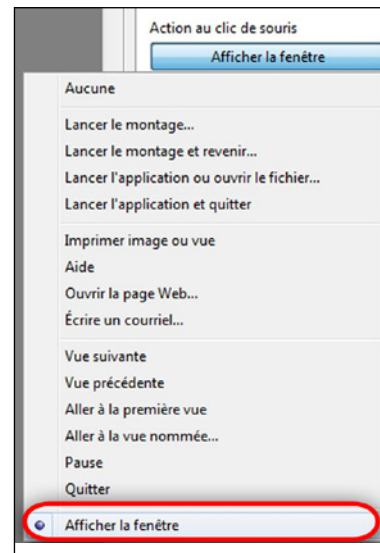 Action au clic de souris
Afficher la fenêtre
Aucune
Lancer le montage...
Lancer le montage et revenir...
Lancer l'application ou ouvrir le fichier...
Lancer l'application et quitter
Imprimer image ou vue
Aide
Ouvrir la page Web...
Écrire un courriel...
Vue suivante
Vue précédente
Aller à la première vue
Aller à la vue nommée...
Pause
Quitter
Afficher la fenêtre